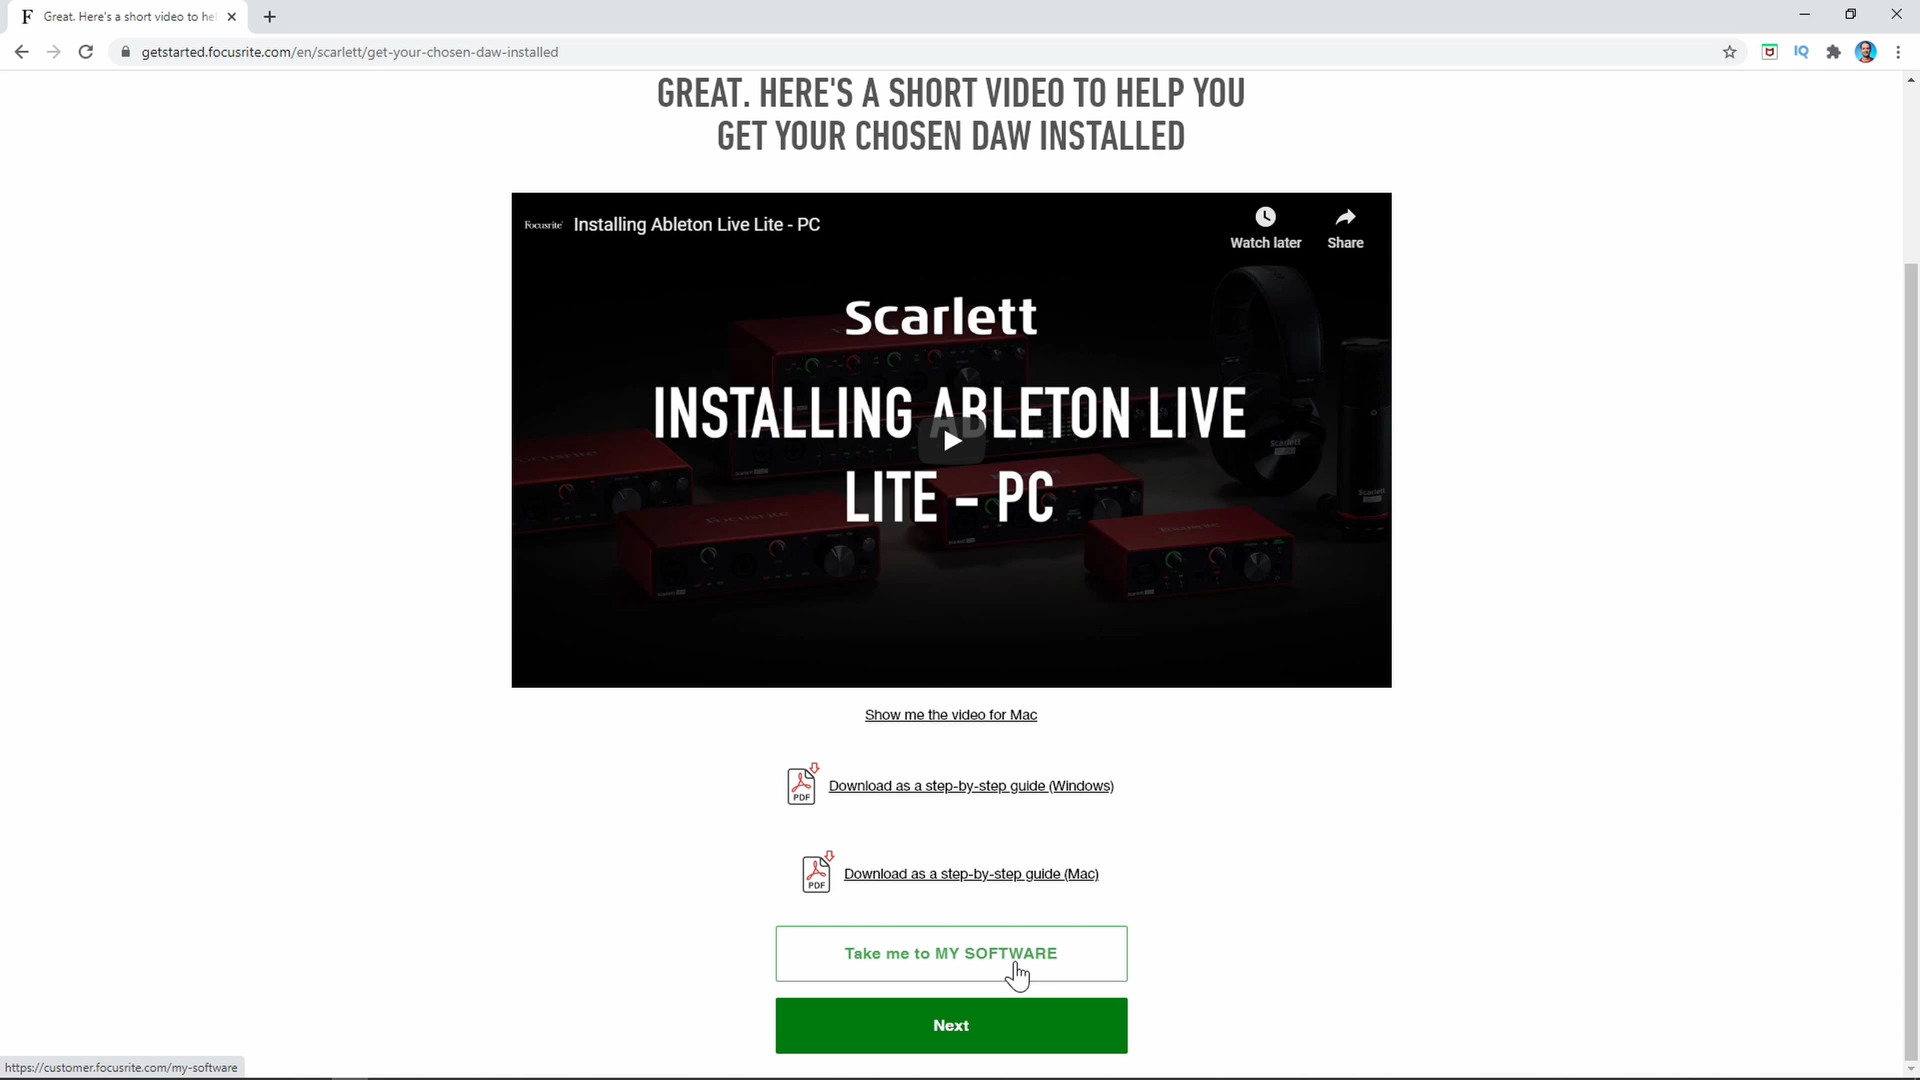 Great. Here's a short video to hel
getstarted.focusrite.com/en/scarlett/get-your-chosen-daw-installed
GREAT. HERE'S A SHORT VIDEO TO HELP YOU
GET YOUR CHOSEN DAW INSTALLED
Focusrite Installing Ableton Live Lite - PC
Watch later
Share
Scarlett
INSTALLING ABLETON LIVE
LITE - PC
Scarlett
Scarlett
Show me the video for Mac
PDF Download as a step-by-step guide (Windows)
PDF Download as a step-by-step guide (Mac)
Take me to MY SOFTWARE
Next
https://customer.focusrite.com/my-software